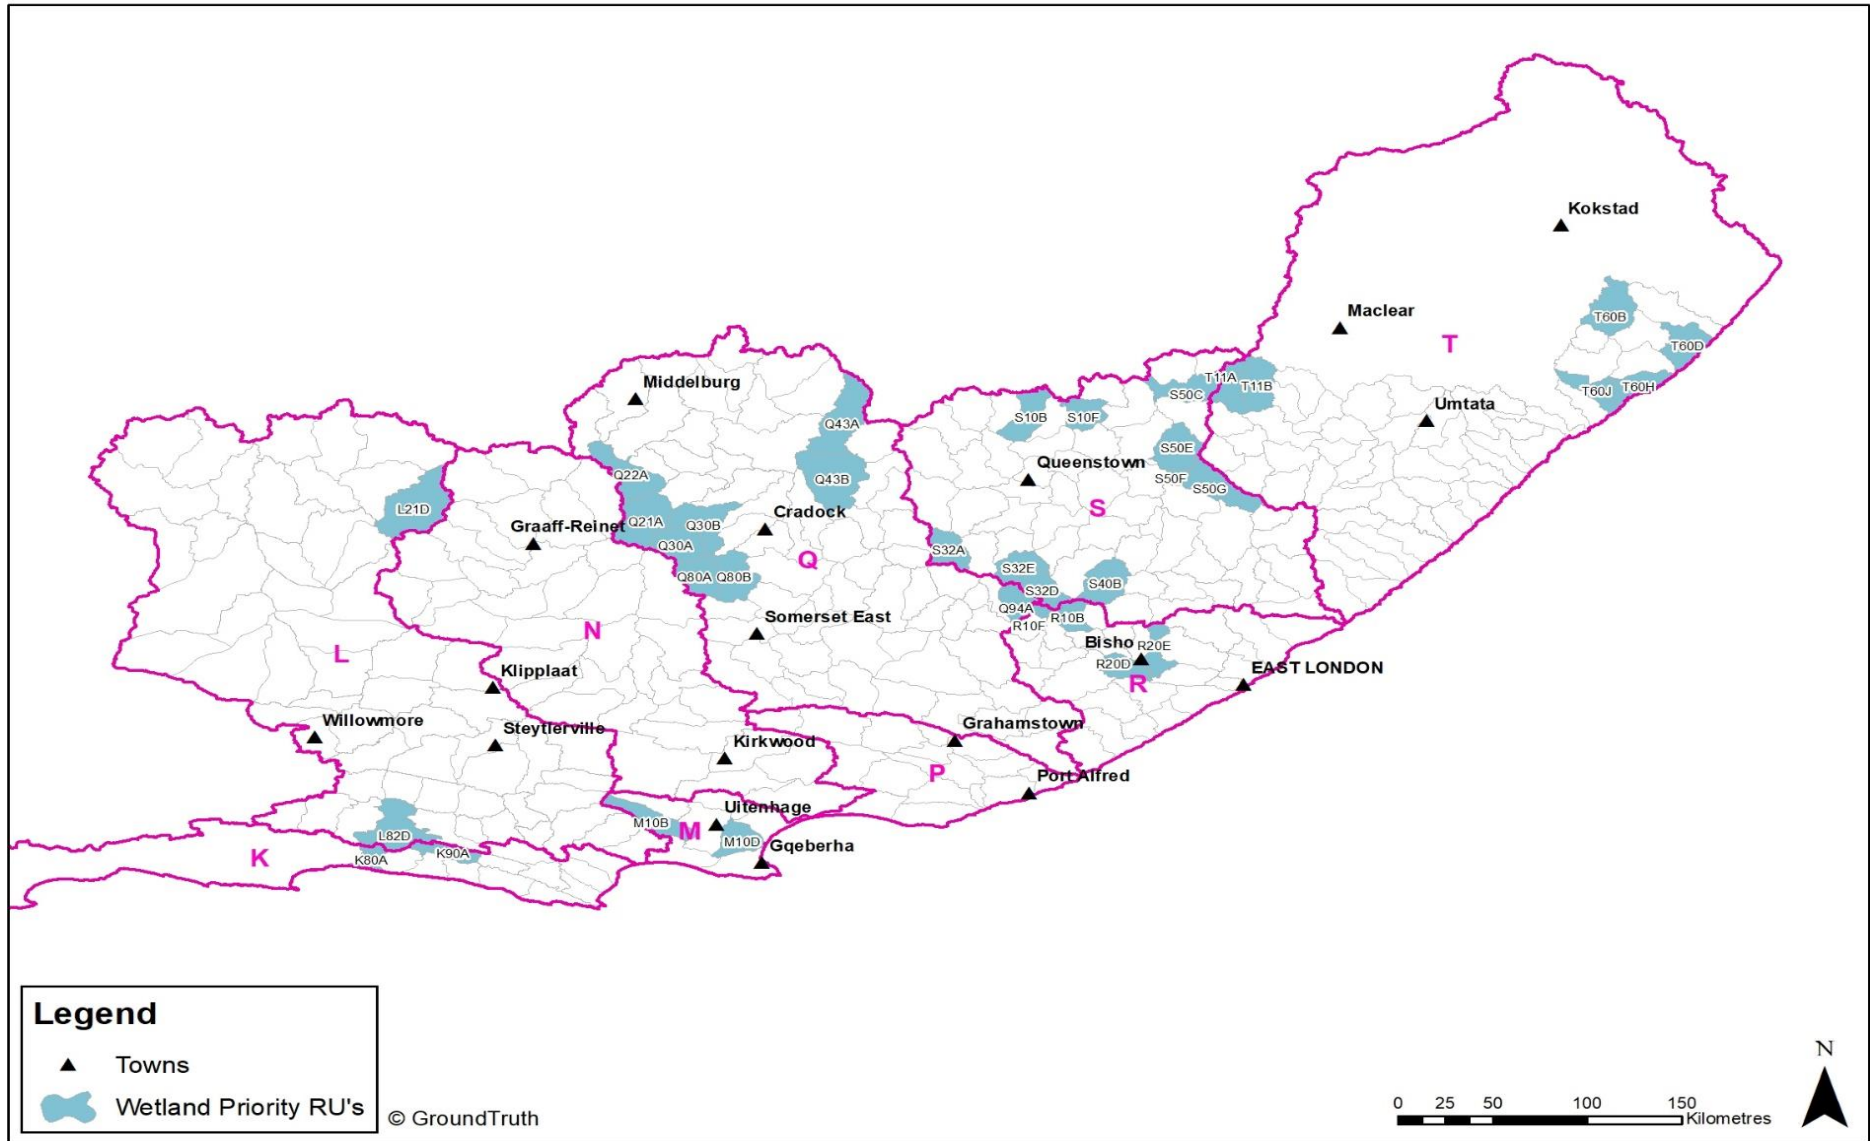 Kokstad
Maclear
T60B
T
T60D
Middelburg
T11A
T11B
T60J
T60H
S50C
Q43A
S10B
S10F
Umtata
S50E
Queenstown
Q22A
Q43B
S50F
S50G
L21D
S
Cradock
Graaff-Reinet
Q21A
Q30B
Q30A
S32A
Q
S32E
Q80A
Q80B
S32D
S40B
Q94A
R10F
R10B
Somerset East
N
Bisho
R20E
L
R20D
EAST LONDON
Klipplaat
R
Willowmore
Steytlerville
Grahamstown
Kirkwood
P
Port Alfred
Uitenhage
M10B
M
M10D
L82D
Gqeberha
K
K80A
K90A
Legend
Towns
Wetland Priority RU's
© GroundTruth
N
0 25 50 100 150
Kilometres